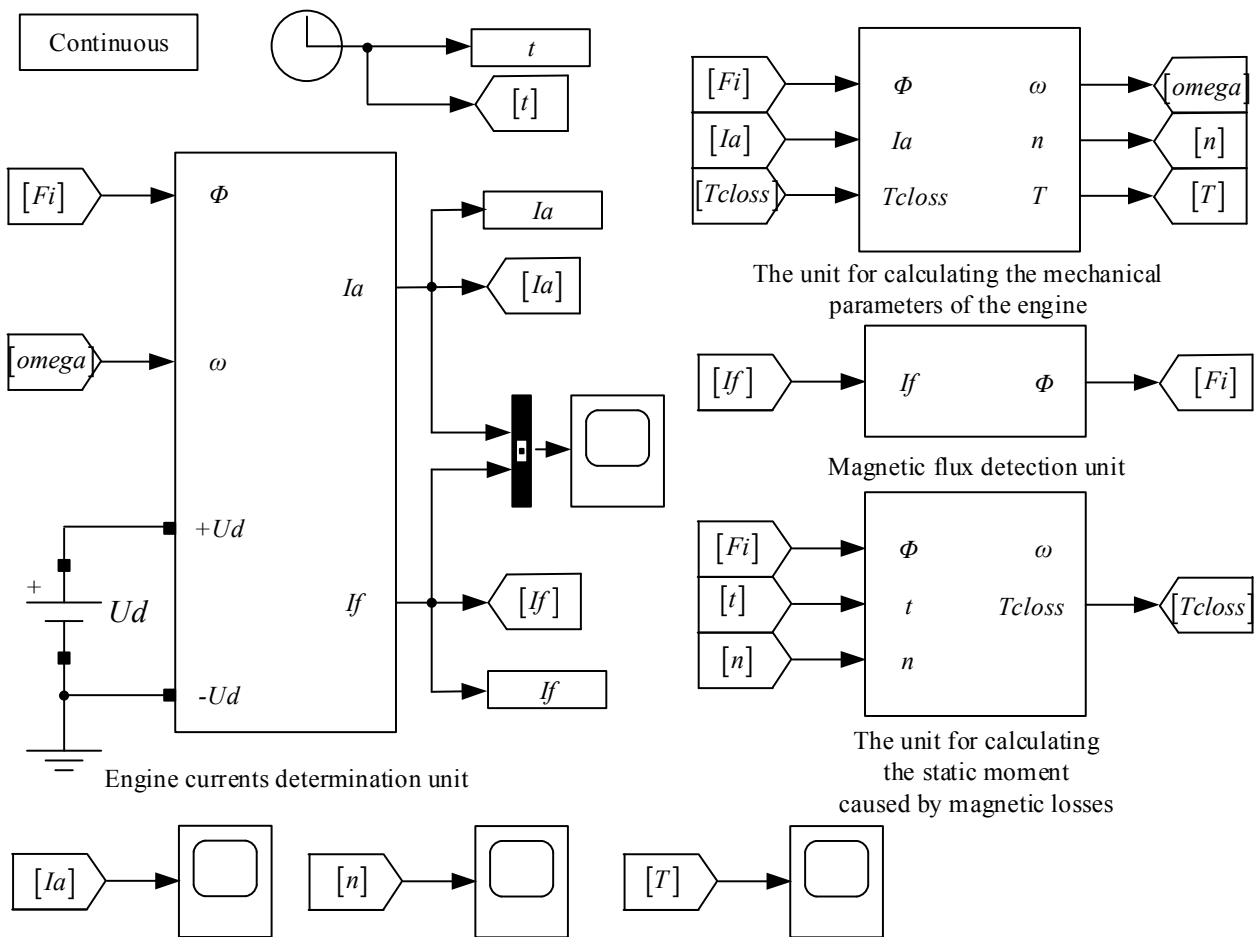 Continuous
t
[t]
[Fi]
Φ
[omega]
ω
Ia
If
+Ud
-Ud
+
Ud
Ia
[Ia]
[If]
If
Engine currents determination unit
[Fi]
[Ia]
[Tcloss]
Φ
Ia
Tcloss
ω
n
T
[omega]
[n]
[T]
The unit for calculating the mechanical
parameters of the engine
[If]
If
Φ
[Fi]
Magnetic flux detection unit
[Fi]
[t]
[n]
Φ
t
n
ω
Tcloss
[Tcloss]
The unit for calculating
the static moment
caused by magnetic losses
[Ia]
[n]
[T]